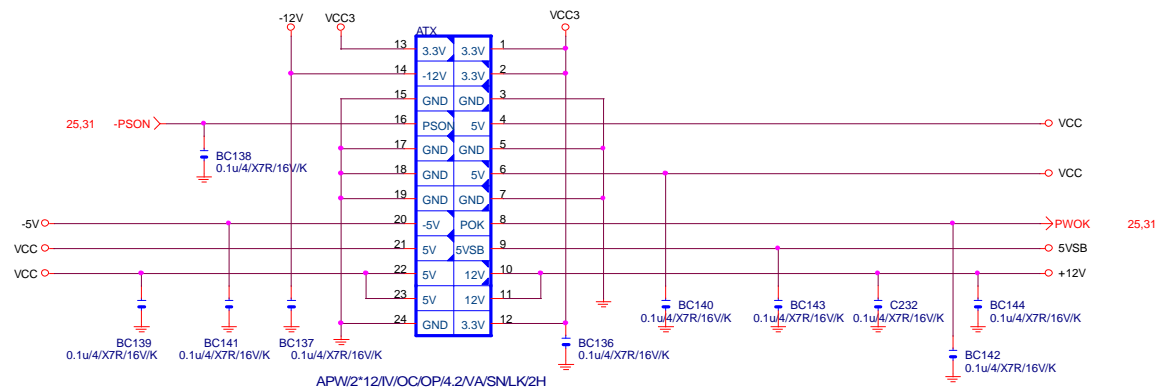 -12V VCC3 VCC3
ATX
13 3.3V 3.3V 1
14 -12V 3.3V 2
15 GND GND 3
25,31 -PSON 16 PSON 5V 4 VCC
17 GND GND 5
BC138
0.1u/4/X7R/16V/K
18 GND 5V 6 VCC
19 GND GND 7
-5V 20 -5V POK 8 PWOK 25,31
VCC 21 5V 5VSB 9 5VSB
VCC 22 5V 12V 10 +12V
23 5V 12V 11
BC140 BC143 C232 BC144
0.1u/4/X7R/16V/K 0.1u/4/X7R/16V/K 0.1u/4/X7R/16V/K 0.1u/4/X7R/16V/K
24 GND 3.3V 12
BC139 BC141 BC137 BC136
0.1u/4/X7R/16V/K 0.1u/4/X7R/16V/K 0.1u/4/X7R/16V/K 0.1u/4/X7R/16V/K
BC142
0.1u/4/X7R/16V/K
APW/2*12/IV/OC/OP/4.2/VA/SN/LK/2H